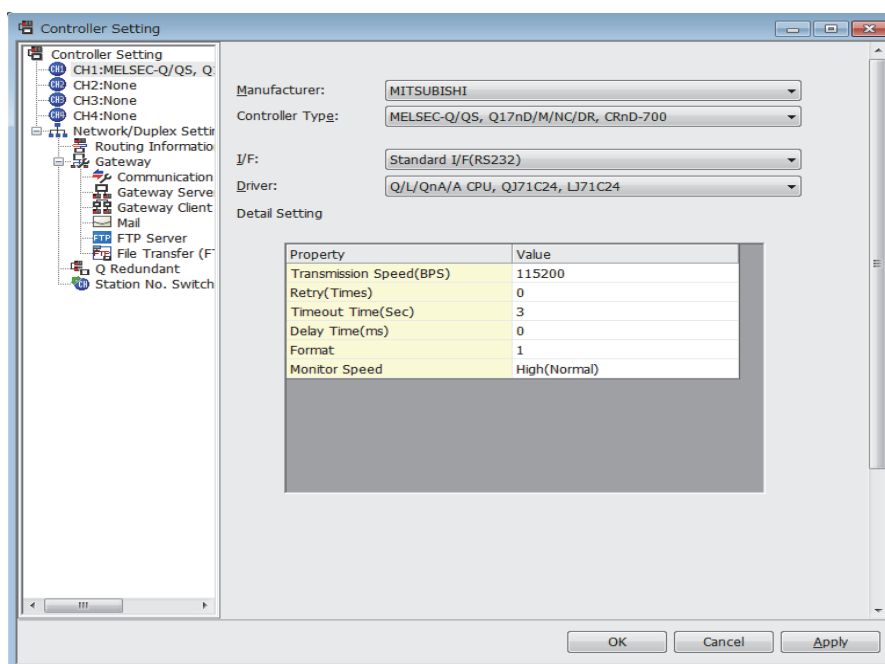 Controller Setting
Controller Setting
CH1:MELSEC-Q/QS, Q
CH2:None
CH3:None
CH4:None
Network/Duplex Settir
Routing Informatio
Gateway
Communication
Gateway Serve
Gateway Client
Mail
FTP Server
File Transfer (F
Q Redundant
Station No. Switch
Manufacturer: MITSUBISHI
Controller Type: MELSEC-Q/QS, Q17nD/M/NC/DR, CRnD-700
I/F: Standard I/F(RS232)
Driver: Q/L/QnA/A CPU, QJ71C24, LJ71C24
Detail Setting
Property Value
Transmission Speed(BPS) 115200
Retry(Times) 0
Timeout Time(Sec) 3
Delay Time(ms) 0
Format 1
Monitor Speed High(Normal)
OK Cancel Apply